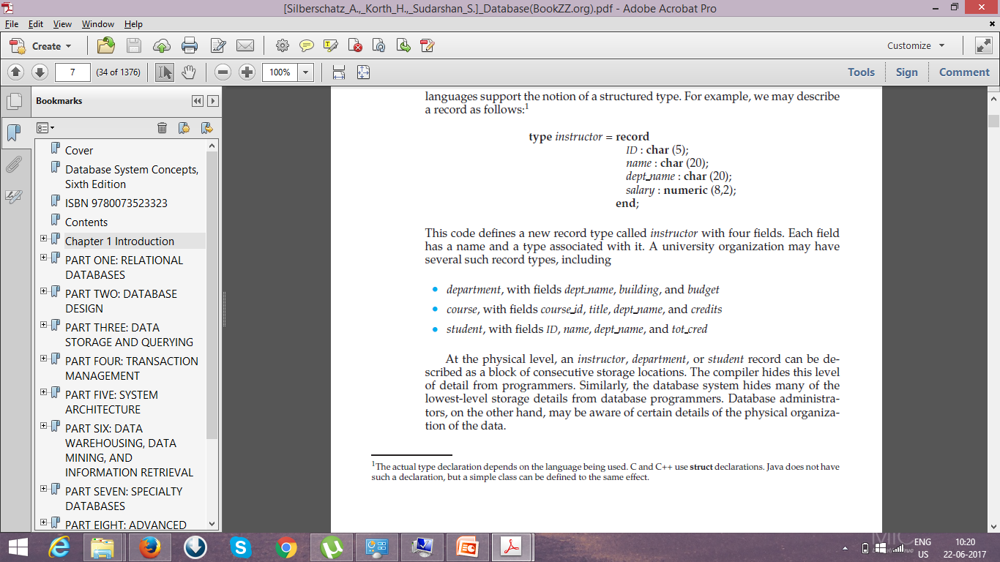 [Silberschatz_A.,_Korth_H.,_Sudarshan_S.]_Database(BookZZ.org).pdf - Adobe Acrobat Pro
File Edit View Window Help
Create
Customize
7 (34 of 1376) 100% Tools Sign Comment
Bookmarks
Cover
Database System Concepts,
Sixth Edition
ISBN 9780073523323
Contents
Chapter 1 Introduction
PART ONE: RELATIONAL
DATABASES
PART TWO: DATABASE
DESIGN
PART THREE: DATA
STORAGE AND QUERYING
PART FOUR: TRANSACTION
MANAGEMENT
PART FIVE: SYSTEM
ARCHITECTURE
PART SIX: DATA
WAREHOUSING, DATA
MINING, AND
INFORMATION RETRIEVAL
PART SEVEN: SPECIALTY
DATABASES
PART EIGHT: ADVANCED
languages support the notion of a structured type. For example, we may describe
a record as follows:1
type instructor = record
ID : char (5);
name : char (20);
dept_name : char (20);
salary : numeric (8,2);
end;
This code defines a new record type called instructor with four fields. Each field
has a name and a type associated with it. A university organization may have
several such record types, including
• department, with fields dept_name, building, and budget
• course, with fields course_id, title, dept_name, and credits
• student, with fields ID, name, dept_name, and tot_cred
At the physical level, an instructor, department, or student record can be de-
scribed as a block of consecutive storage locations. The compiler hides this level
of detail from programmers. Similarly, the database system hides many of the
lowest-level storage details from database programmers. Database administra-
tors, on the other hand, may be aware of certain details of the physical organiza-
tion of the data.
1The actual type declaration depends on the language being used. C and C++ use struct declarations. Java does not have
such a declaration, but a simple class can be defined to the same effect.
ENG 10:20
US 22-06-2017